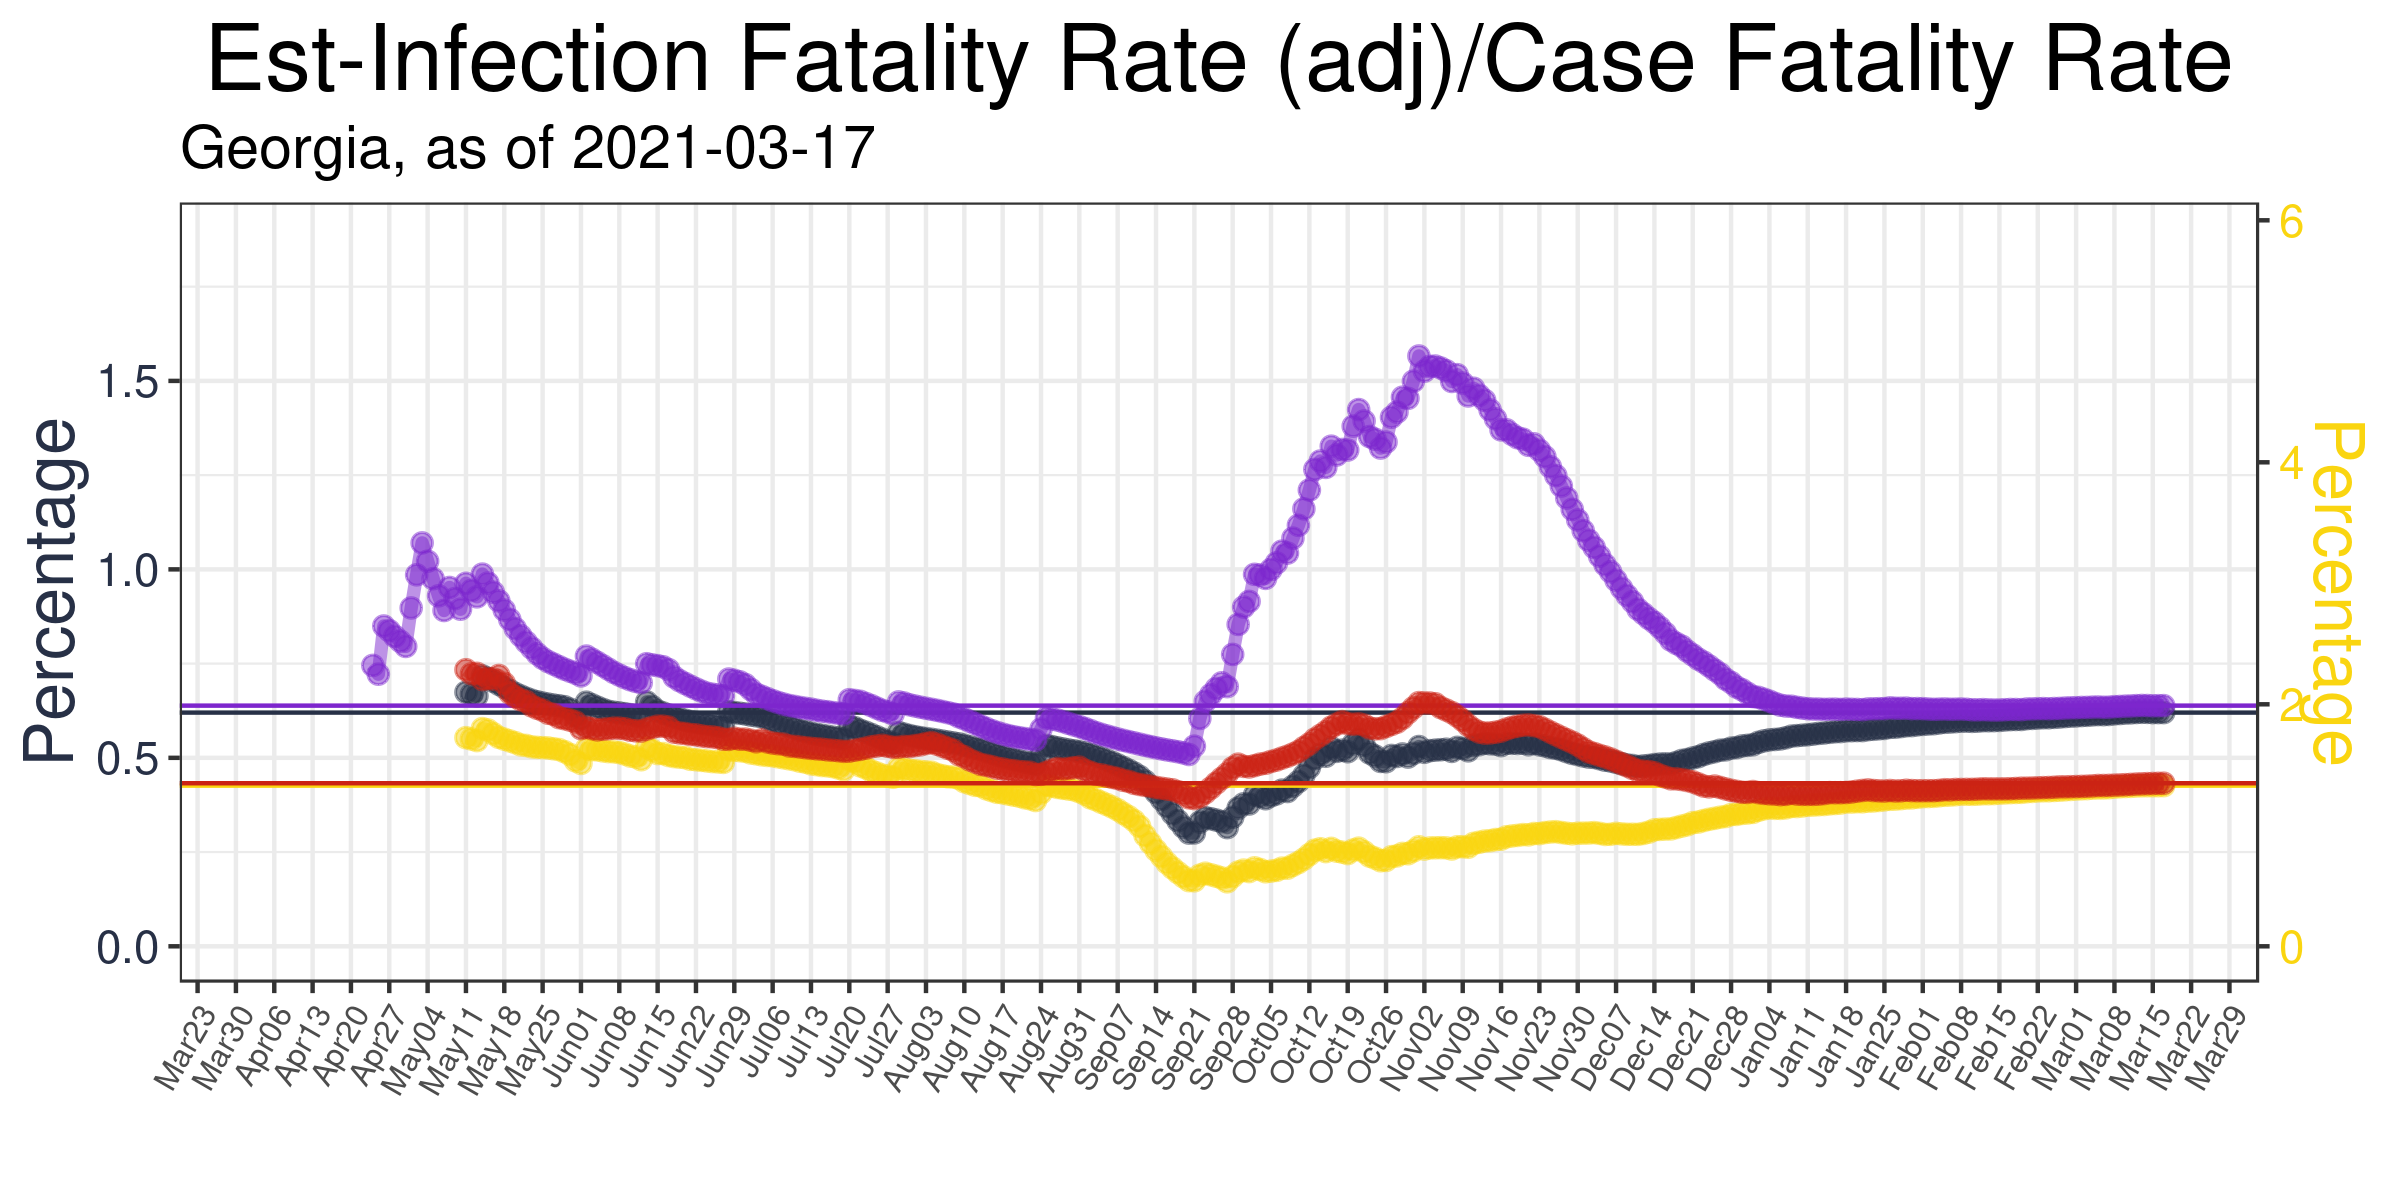 Est-Infection Fatality Rate (adj)/Case Fatality Rate
Georgia, as of 2021-03-17
Percentage
1.5
1.0
0.5
0.0
6
4
2
0
Percentage
Mar23
Mar30
Apr06
Apr13
Apr20
Apr27
May04
May11
May18
May25
Jun01
Jun08
Jun15
Jun22
Jun29
Jul06
Jul13
Jul20
Jul27
Aug03
Aug10
Aug17
Aug24
Aug31
Sep07
Sep14
Sep21
Sep28
Oct05
Oct12
Oct19
Oct26
Nov02
Nov09
Nov16
Nov23
Nov30
Dec07
Dec14
Dec21
Dec28
Jan04
Jan11
Jan18
Jan25
Feb01
Feb08
Feb15
Feb22
Mar01
Mar08
Mar15
Mar22
Mar29